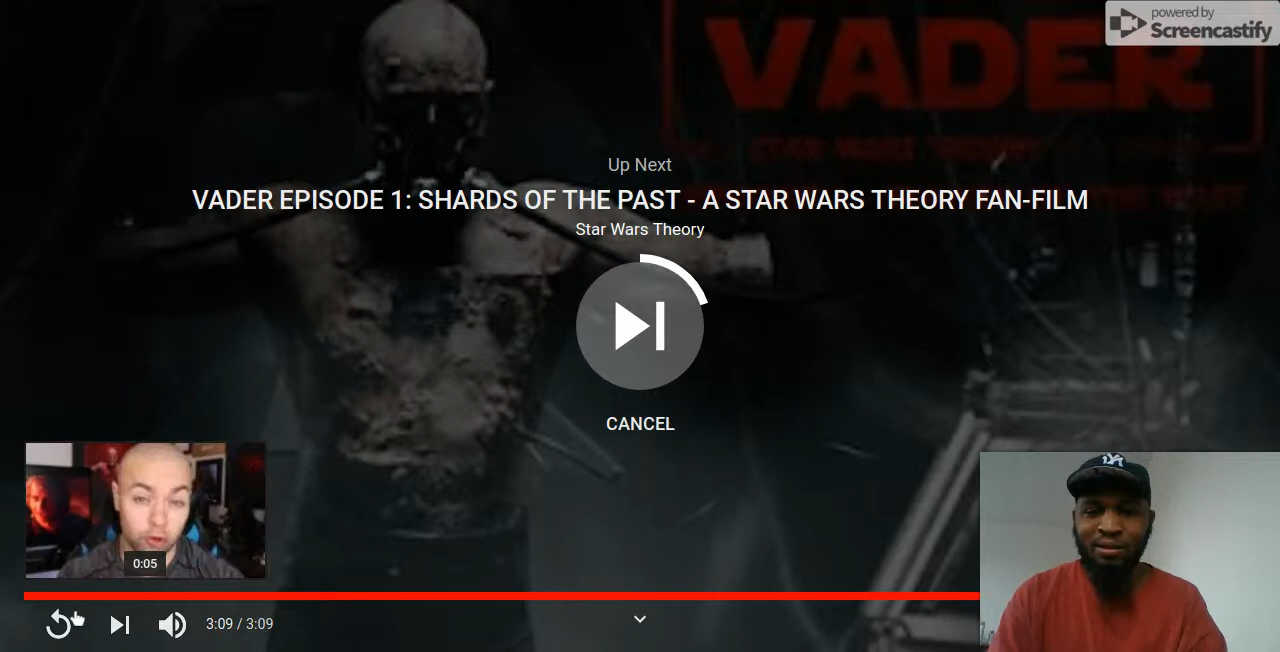 powered by
Screencastify
VADER
Up Next
VADER EPISODE 1: SHARDS OF THE PAST - A STAR WARS THEORY FAN-FILM
Star Wars Theory
CANCEL
0:05
3:09 / 3:09